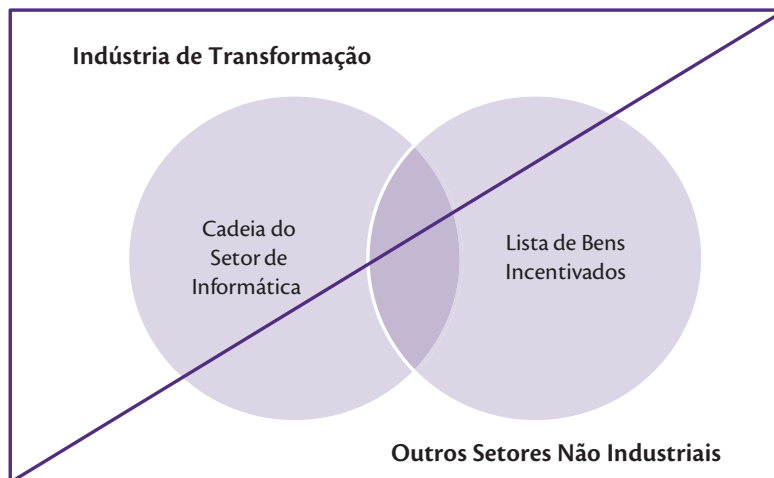 Indústria de Transformação
Cadeia do
Setor de
Informática
Lista de Bens
Incentivados
Outros Setores Não Industriais